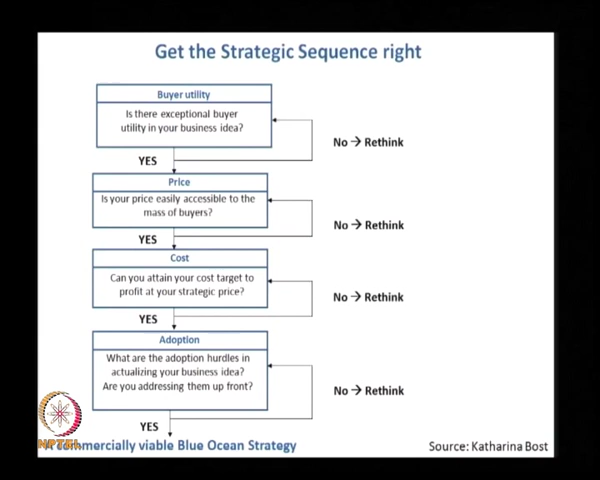 Get the Strategic Sequence right
Buyer utility
Is there exceptional buyer
utility in your business idea?
No → Rethink
YES
Price
Is your price easily accessible to the
mass of buyers?
No → Rethink
YES
Cost
Can you attain your cost target to
profit at your strategic price?
No → Rethink
YES
Adoption
What are the adoption hurdles in
actualizing your business idea?
Are you addressing them up front?
No → Rethink
YES
NPTEL
A commercially viable Blue Ocean Strategy
Source: Katharina Bost